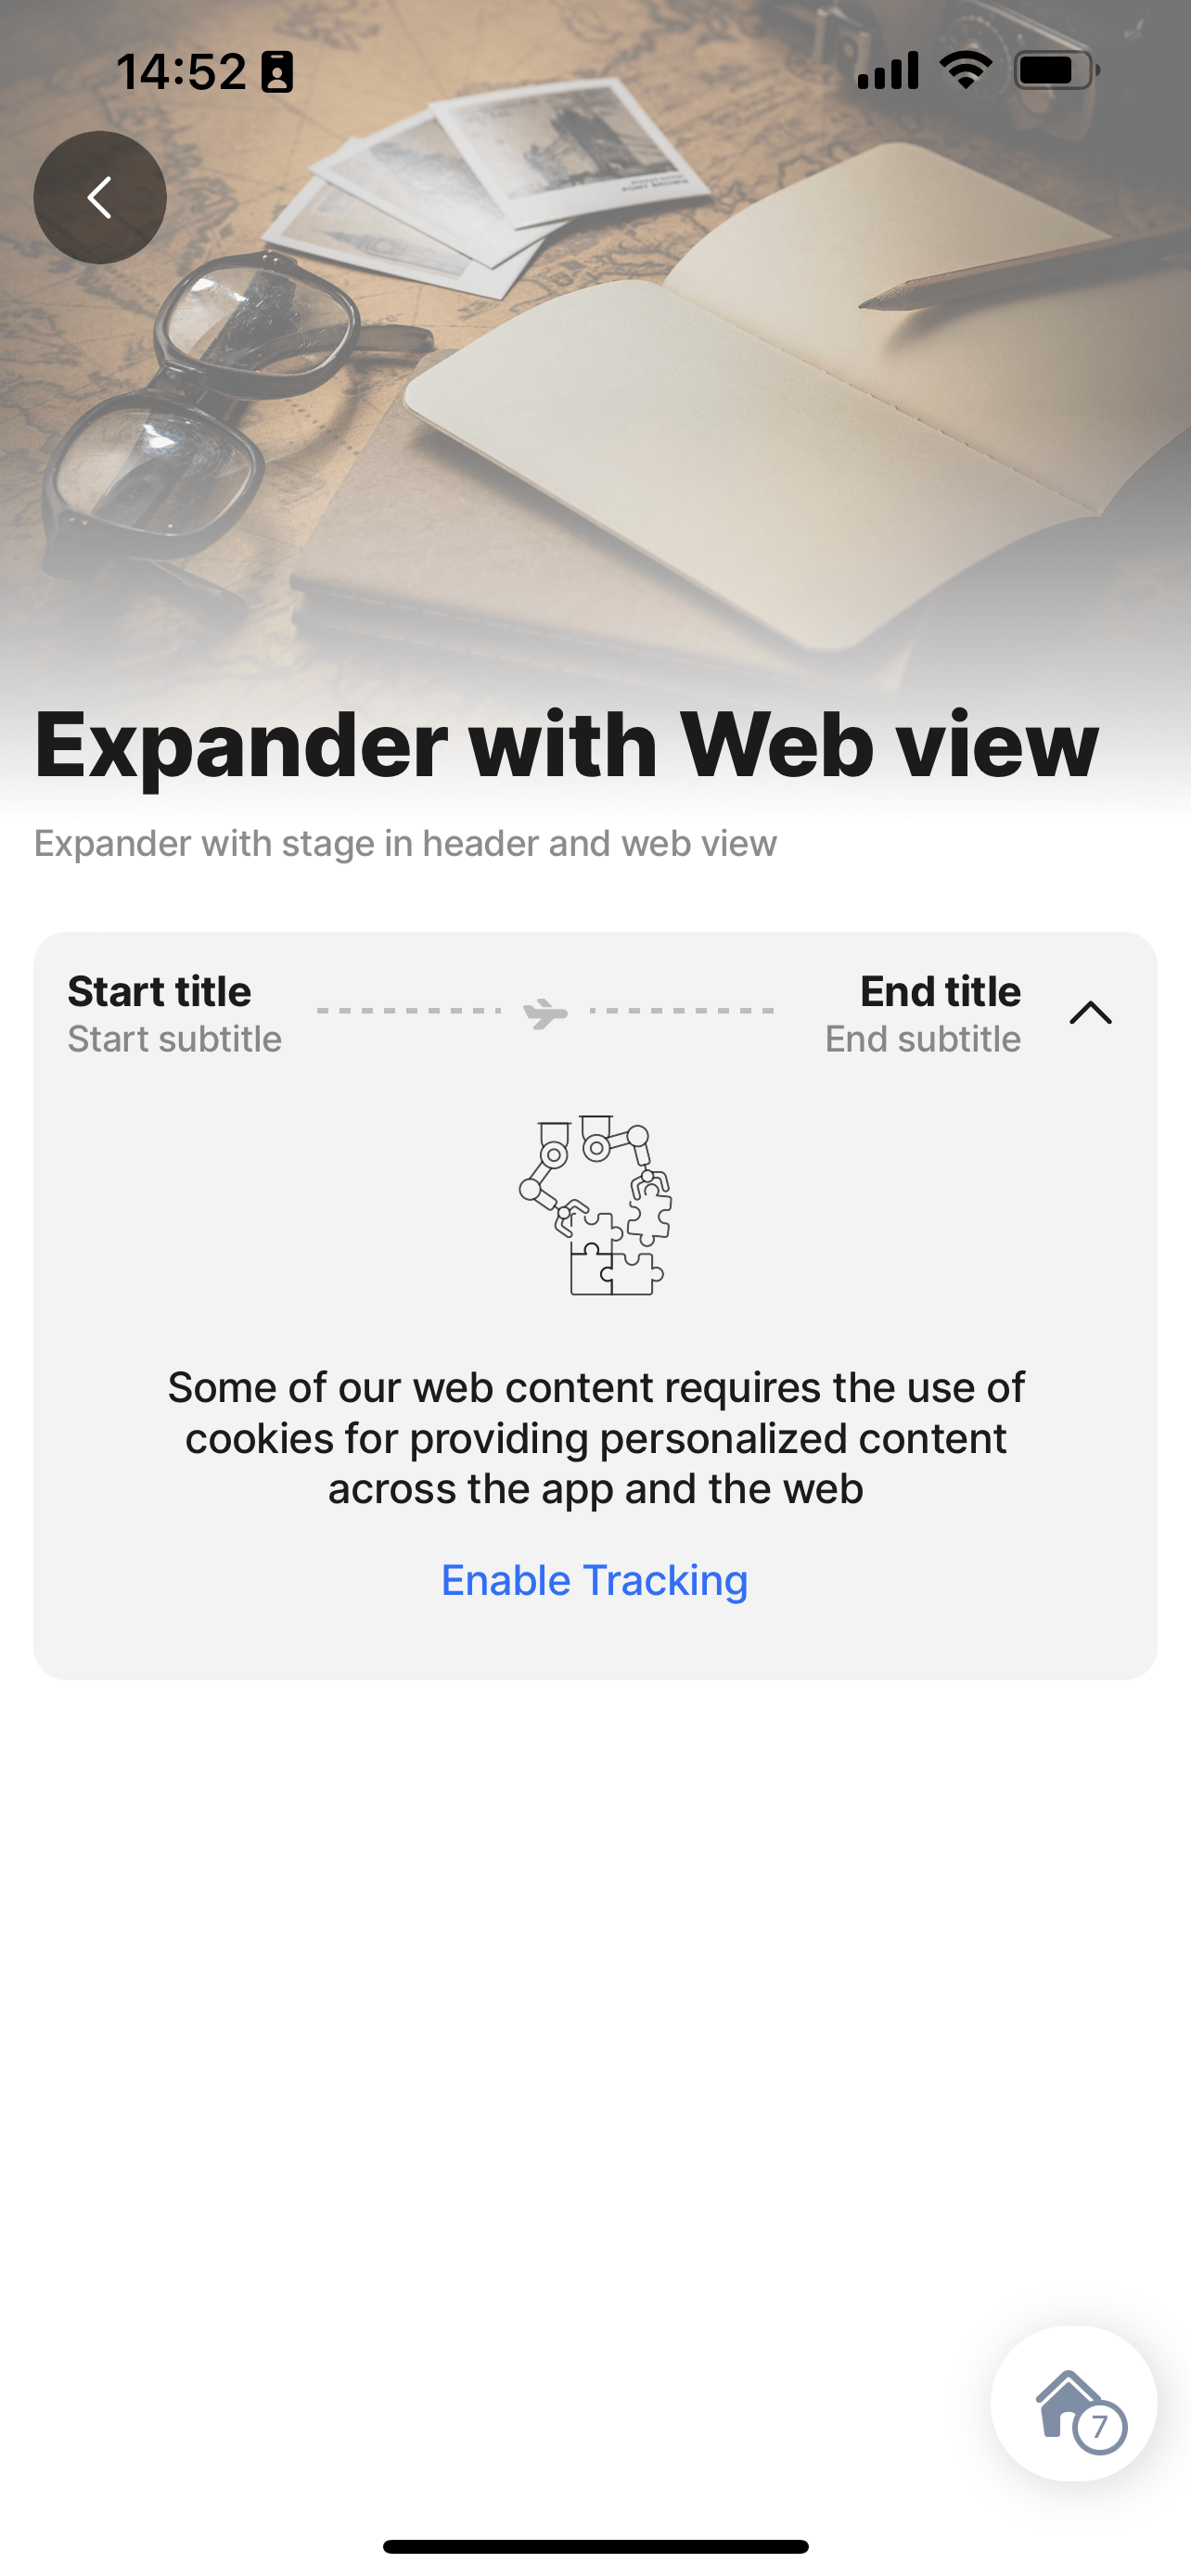 14:52
Expander with Web view
Expander with stage in header and web view
Start title
End title
Start subtitle
End subtitle
Some of our web content requires the use of
cookies for providing personalized content
across the app and the web
Enable Tracking
7